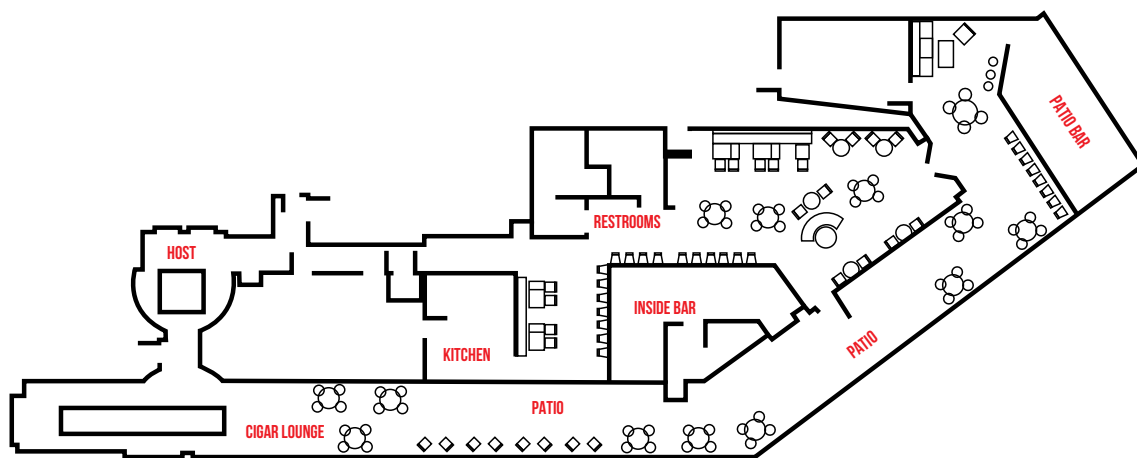 PATIO BAR
RESTROOMS
HOST
INSIDE BAR
KITCHEN
PATIO
PATIO
CIGAR LOUNGE